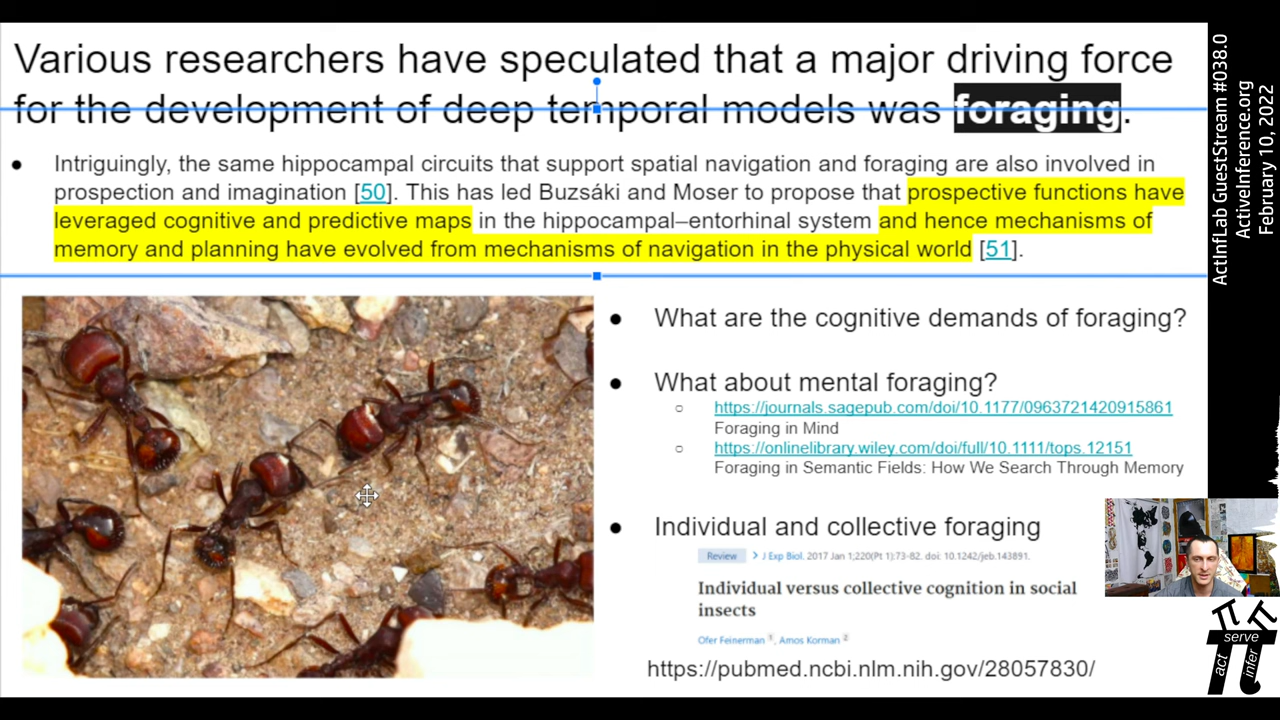 Various researchers have speculated that a major driving force
for the development of deep temporal models was foraging.
● Intriguingly, the same hippocampal circuits that support spatial navigation and foraging are also involved in
prospection and imagination [50]. This has led Buzsáki and Moser to propose that prospective functions have
leveraged cognitive and predictive maps in the hippocampal–entorhinal system and hence mechanisms of
memory and planning have evolved from mechanisms of navigation in the physical world [51].
● What are the cognitive demands of foraging?
● What about mental foraging?
○ https://journals.sagepub.com/doi/10.1177/0963721420915861
Foraging in Mind
○ https://onlinelibrary.wiley.com/doi/full/10.1111/tops.12151
Foraging in Semantic Fields: How We Search Through Memory
● Individual and collective foraging
Review > J Exp Biol. 2017 Jan 1;220(Pt 1):73-82. doi: 10.1242/jeb.143891.
Individual versus collective cognition in social
insects
Ofer Feinerman 1, Amos Korman 2
https://pubmed.ncbi.nlm.nih.gov/28057830/
ActInfLab GuestStream #038.0
ActiveInference.org
February 10, 2022
act
serve
infer